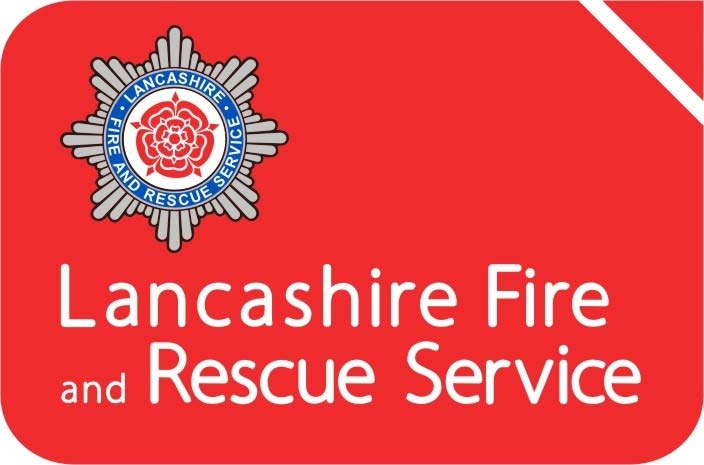 LANCASHIRE
FIRE AND RESCUE SERVICE
Lancashire Fire
and Rescue Service